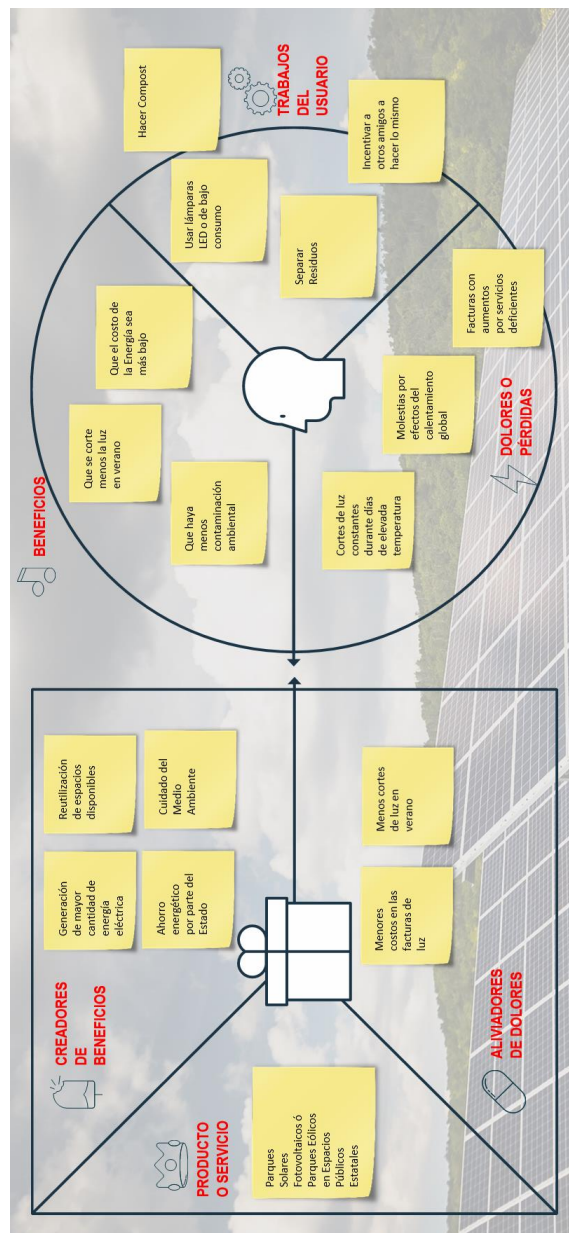 CREADORES
DE
BENEFICIOS
Generación
de mayor
cantidad de
energía
eléctrica
Reutilización
de espacios
disponibles
Ahorro
energético
por parte del
Estado
Cuidado del
Medio
Ambiente
PRODUCTO
O SERVICIO
Parques
Solares
Fotovoltaicos ó
Parques Eólicos
en Espacios
Públicos
Estatales
ALIVIADORES
DE DOLORES
Menores
costos en las
facturas de
luz
Menos cortes
de luz en
verano
BENEFICIOS
Que se corte
menos la luz
en verano
Que el costo de
la Energía sea
más bajo
Que haya
menos
contaminación
ambiental
TRABAJOS
DEL
USUARIO
Hacer Compost
Usar lámparas
LED o de bajo
consumo
Separar
Residuos
Incentivar a
otros amigos a
hacer lo mismo
DOLORES O
PÉRDIDAS
Cortes de luz
constantes
durante días
de elevada
temperatura
Molestias por
efectos del
calentamiento
global
Facturas con
aumentos
por servicios
deficientes